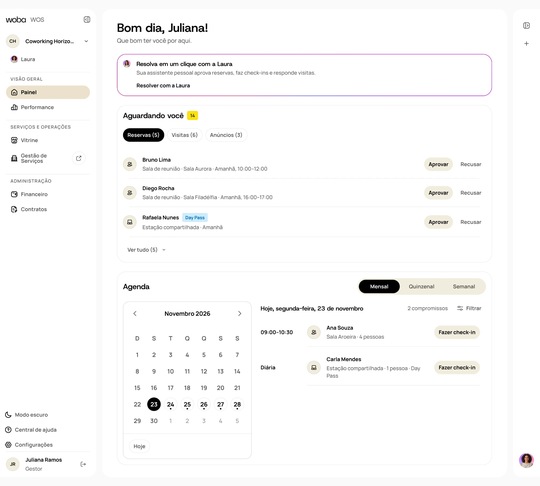 woba WOS
CH Coworking Horizo...
Laura
VISÃO GERAL
Painel
Performance
SERVIÇOS E OPERAÇÕES
Vitrine
Gestão de
Serviços
ADMINISTRAÇÃO
Financeiro
Contratos
Modo escuro
Central de ajuda
Configurações
JR Juliana Ramos
Gestor
Bom dia, Juliana!
Que bom ter você por aqui.
Resolva em um clique com a Laura
Sua assistente pessoal aprova reservas, faz check-ins e responde visitas.
Resolver com a Laura
Aguardando você 14
Reservas (5) Visitas (6) Anúncios (3)
Bruno Lima
Sala de reunião · Sala Aurora · Amanhã, 10:00-12:00
Aprovar Recusar
Diego Rocha
Sala de reunião · Sala Filadélfia · Amanhã, 16:00-17:00
Aprovar Recusar
Rafaela Nunes Day Pass
Estação compartilhada · Amanhã
Aprovar Recusar
Ver tudo (5)
Agenda
Mensal Quinzenal Semanal
Novembro 2026
D S T Q Q S S
1 2 3 4 5 6 7
8 9 10 11 12 13 14
15 16 17 18 19 20 21
22 23 24 25 26 27 28
29 30 1 2 3 4 5
Hoje
Hoje, segunda-feira, 23 de novembro
2 compromissos Filtrar
09:00-10:30
Ana Souza
Sala Aroeira · 4 pessoas
Fazer check-in
Diária
Carla Mendes
Estação compartilhada · 1 pessoa · Day
Pass
Fazer check-in